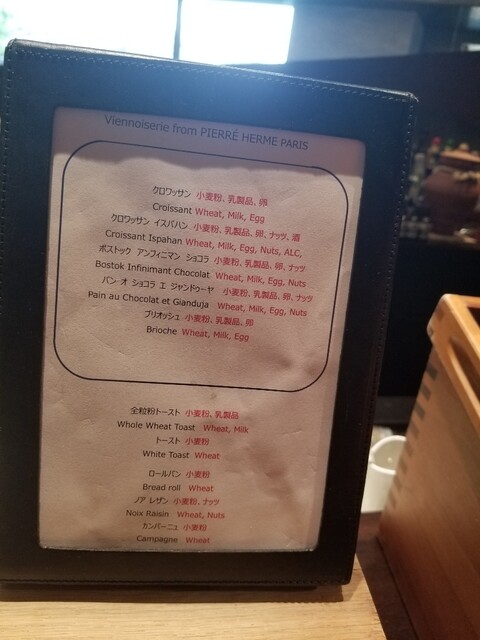 Viennoiserie from PIERRÉ HERME PARIS
クロワッサン 小麦粉、乳製品、卵
Croissant Wheat, Milk, Egg
クロワッサン イスパハン 小麦粉、乳製品、卵、ナッツ、酒
Croissant Ispahan Wheat, Milk, Egg, Nuts, ALC,
ボストック アンフィニマン ショコラ 小麦粉、乳製品、卵、ナッツ
Bostok Infinimant Chocolat Wheat, Milk, Egg, Nuts
パン オ ショコラ エ ジャンドゥーヤ 小麦粉、乳製品、卵、ナッツ
Pain au Chocolat et Gianduja Wheat, Milk, Egg, Nuts
ブリオッシュ 小麦粉、乳製品、卵
Brioche Wheat, Milk, Egg
全粒粉トースト 小麦粉、乳製品
Whole Wheat Toast Wheat, Milk
トースト 小麦粉
White Toast Wheat
ロールパン 小麦粉
Bread roll Wheat
ノア レザン 小麦粉、ナッツ
Noix Raisin Wheat, Nuts
カンパーニュ 小麦粉
Campagne Wheat